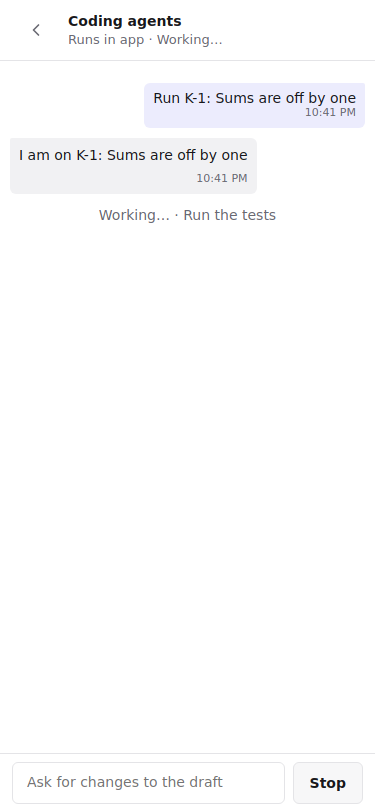 Coding agents
Runs in app · Working...
Run K-1: Sums are off by one
10:41 PM
I am on K-1: Sums are off by one
10:41 PM
Working... · Run the tests
Ask for changes to the draft
Stop